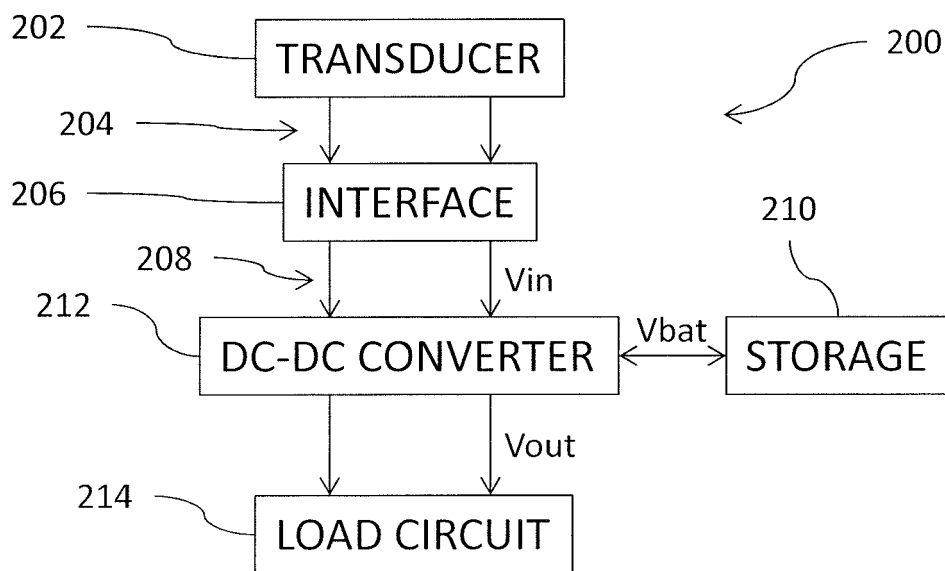 202
TRANSDUCER
200
204
206
INTERFACE
210
208
Vin
212
Vbat
DC-DC CONVERTER
STORAGE
Vout
214
LOAD CIRCUIT